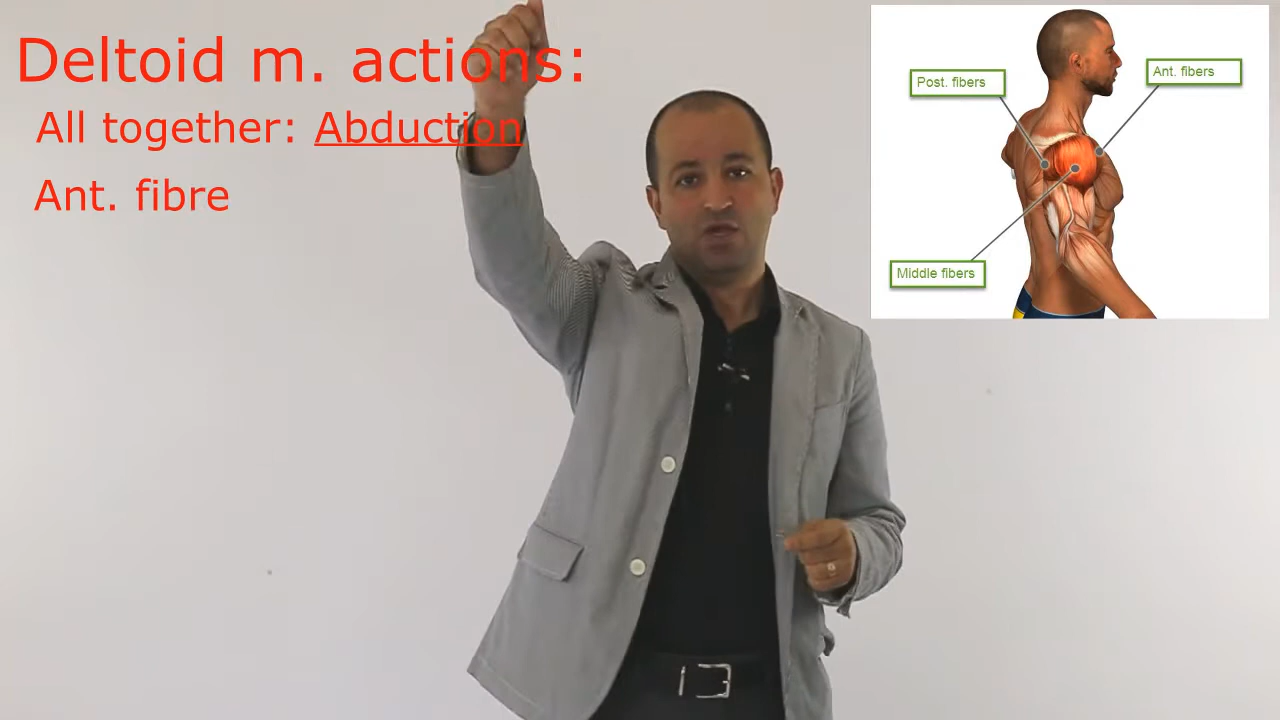 Deltoid m. actions:
All together: Abduction
Ant. fibre
Post. fibers
Ant. fibers
Middle fibers